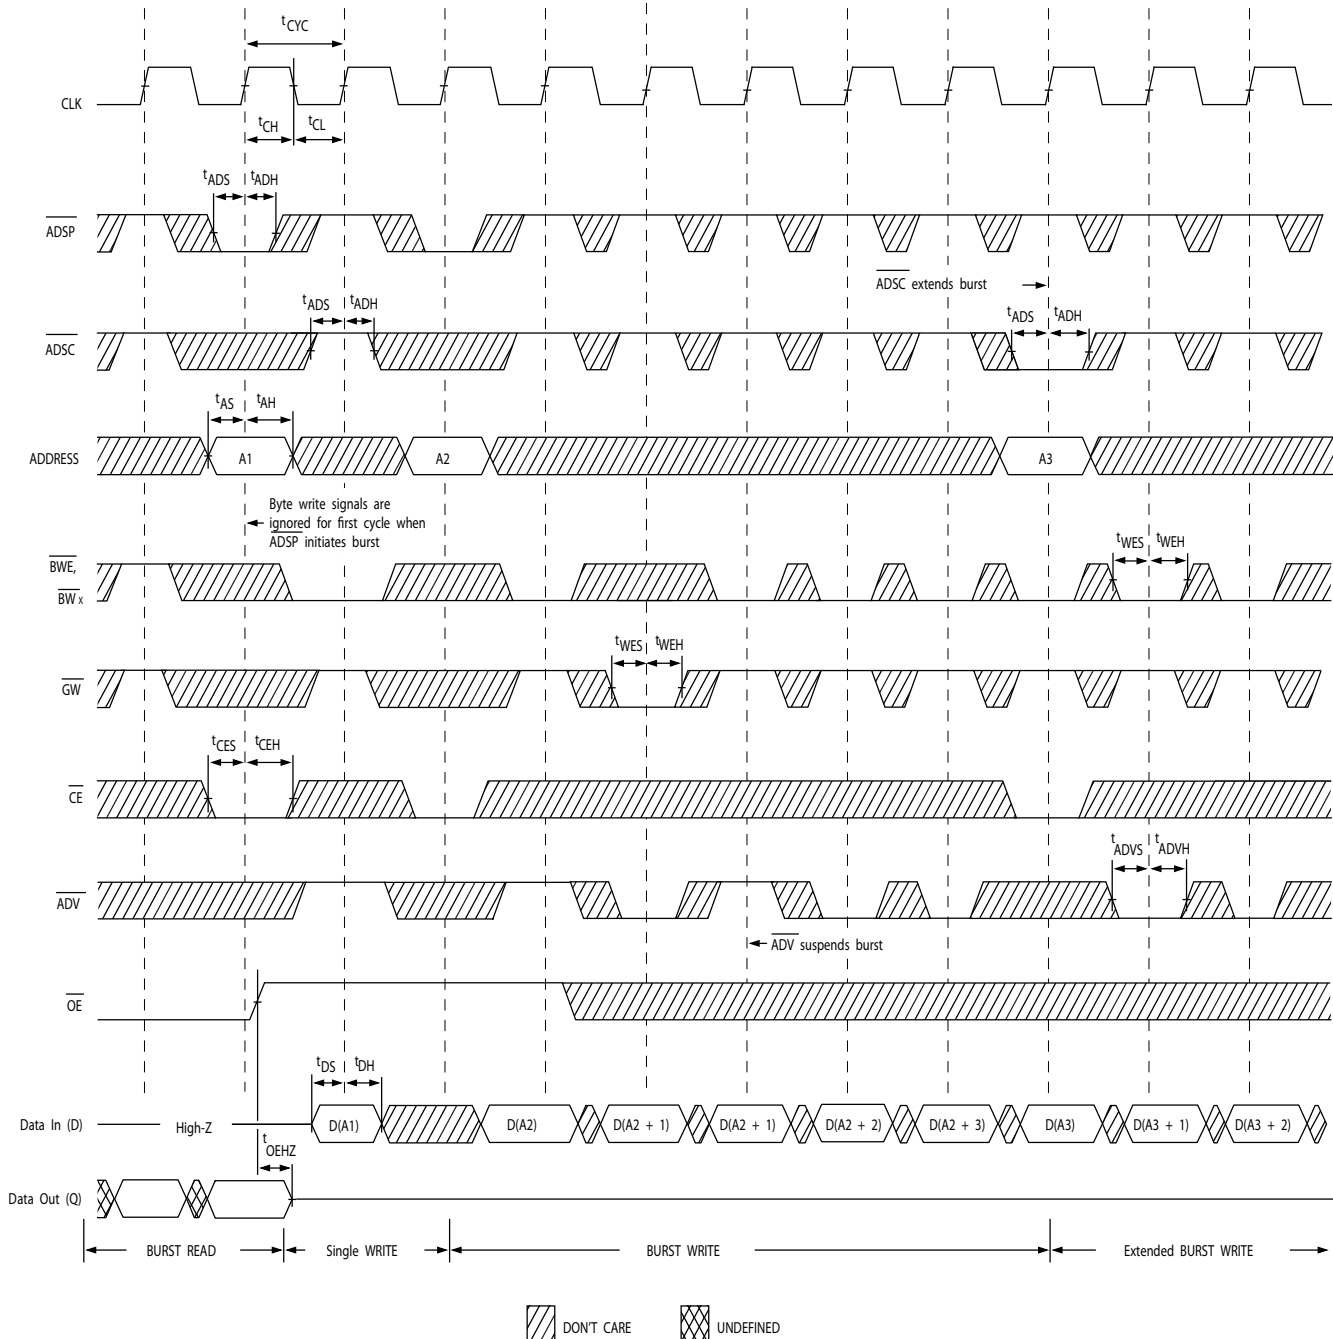 tCYC
CLK
tCH
tCL
tADS
tADH
ADSP
ADSC extends burst
tADS
tADH
tADS
tADH
ADSC
tAS
tAH
ADDRESS
A1
A2
A3
Byte write signals are
ignored for first cycle when
ADSP initiates burst
BWE,
BW x
tWES
tWEH
tWES
tWEH
GW
tCES
tCEH
CE
tADVS
tADVH
ADV
ADV suspends burst
OE
tDS
tDH
Data In (D)
High-Z
D(A1)
D(A2)
D(A2 + 1)
D(A2 + 1)
D(A2 + 2)
D(A2 + 3)
D(A3)
D(A3 + 1)
D(A3 + 2)
tOEHZ
Data Out (Q)
BURST READ
Single WRITE
BURST WRITE
Extended BURST WRITE
DON'T CARE
UNDEFINED